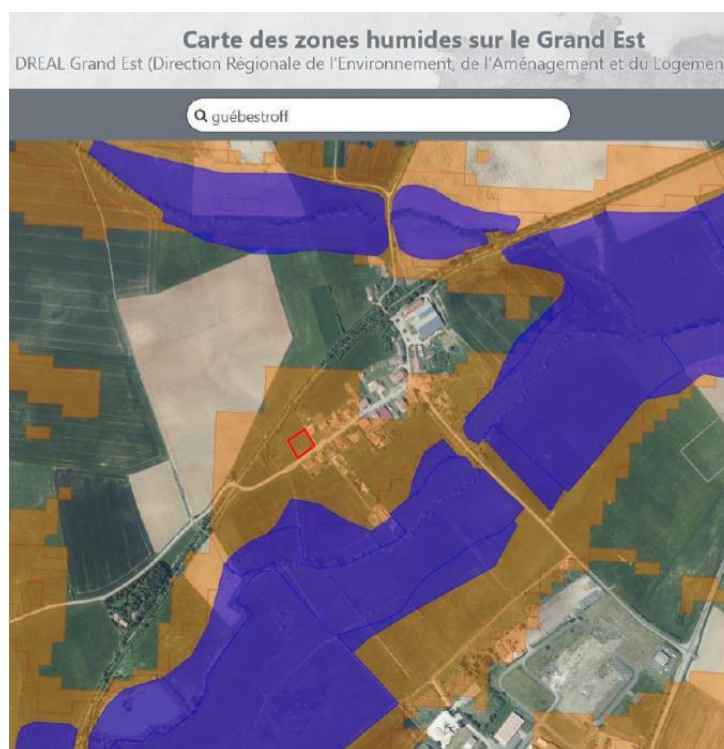 Carte des zones humides sur le Grand Est
DREAL Grand Est (Direction Régionale de l'Environnement, de l'Aménagement et du Logemen
guébestroff